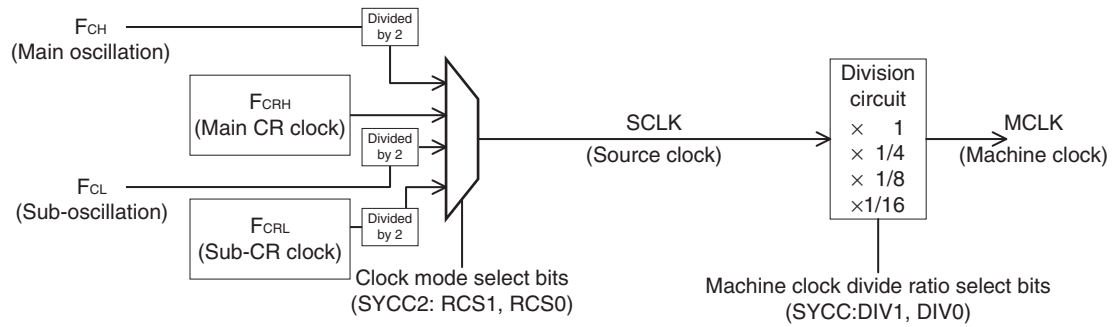 FCH
(Main oscillation)
Divided
by 2
FCRH
(Main CR clock)
Divided
by 2
FCL
(Sub-oscillation)
FCRL
(Sub-CR clock)
Divided
by 2
Clock mode select bits
(SYCC2: RCS1, RCS0)
SCLK
(Source clock)
Division
circuit
× 1
× 1/4
× 1/8
×1/16
MCLK
(Machine clock)
Machine clock divide ratio select bits
(SYCC:DIV1, DIV0)